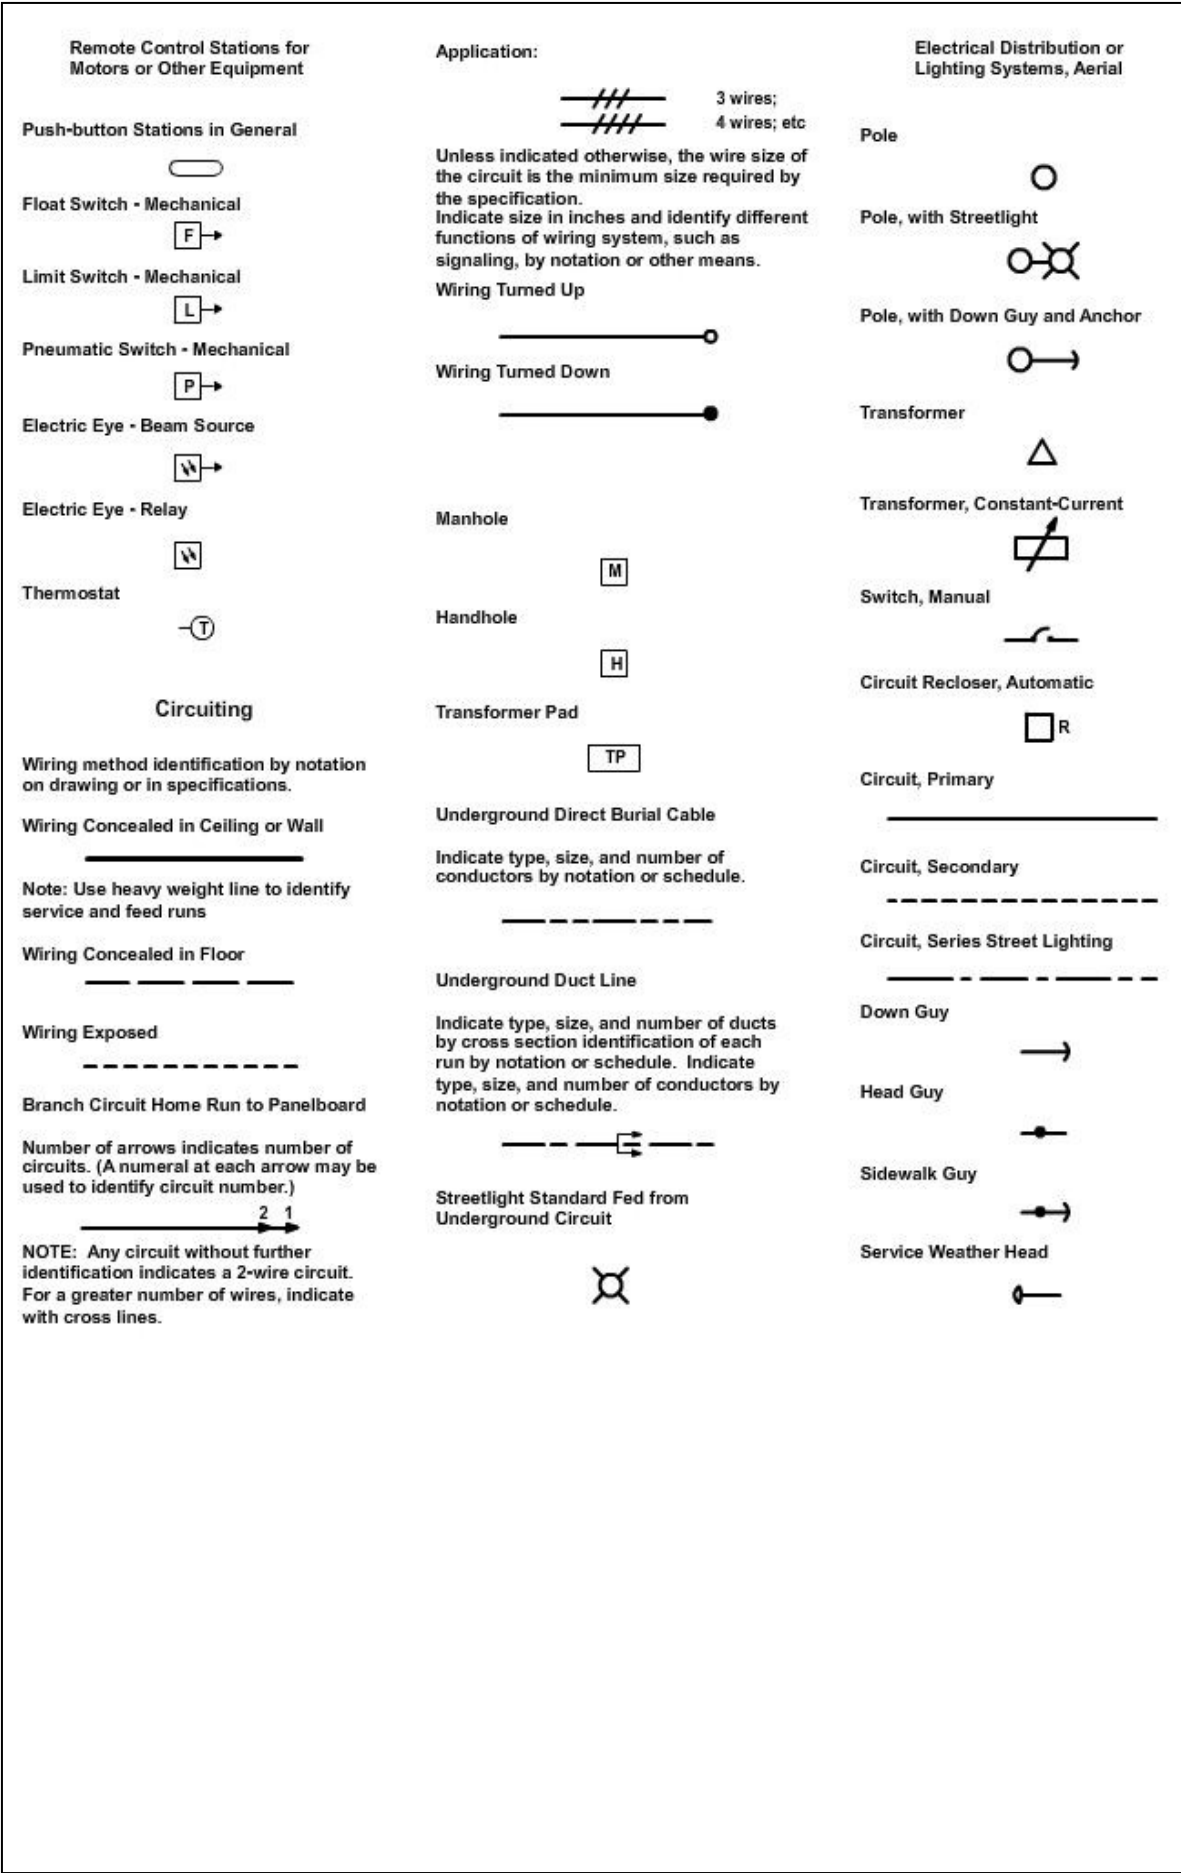 Remote Control Stations for
Motors or Other Equipment
Push-button Stations in General
Float Switch - Mechanical
F
Limit Switch - Mechanical
L
Pneumatic Switch - Mechanical
P
Electric Eye - Beam Source
Electric Eye - Relay
Thermostat
T
Circuiting
Wiring method identification by notation
on drawing or in specifications.
Wiring Concealed in Ceiling or Wall
Note: Use heavy weight line to identify
service and feed runs
Wiring Concealed in Floor
Wiring Exposed
Branch Circuit Home Run to Panelboard
Number of arrows indicates number of
circuits. (A numeral at each arrow may be
used to identify circuit number.)
2 1
NOTE: Any circuit without further
identification indicates a 2-wire circuit.
For a greater number of wires, indicate
with cross lines.
Application:
3 wires;
4 wires; etc
Unless indicated otherwise, the wire size of
the circuit is the minimum size required by
the specification.
Indicate size in inches and identify different
functions of wiring system, such as
signaling, by notation or other means.
Wiring Turned Up
Wiring Turned Down
Manhole
M
Handhole
H
Transformer Pad
TP
Underground Direct Burial Cable
Indicate type, size, and number of
conductors by notation or schedule.
Underground Duct Line
Indicate type, size, and number of ducts
by cross section identification of each
run by notation or schedule. Indicate
type, size, and number of conductors by
notation or schedule.
Streetlight Standard Fed from
Underground Circuit
Electrical Distribution or
Lighting Systems, Aerial
Pole
Pole, with Streetlight
Pole, with Down Guy and Anchor
Transformer
Transformer, Constant-Current
Switch, Manual
Circuit Recloser, Automatic
R
Circuit, Primary
Circuit, Secondary
Circuit, Series Street Lighting
Down Guy
Head Guy
Sidewalk Guy
Service Weather Head